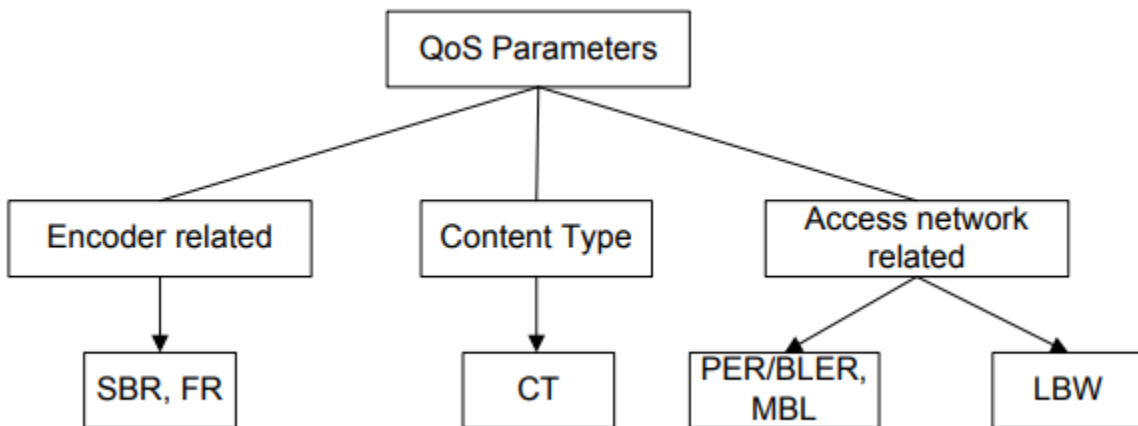 QoS Parameters
Encoder related
Content Type
Access network
related
SBR, FR
CT
PER/BLER,
MBL
LBW